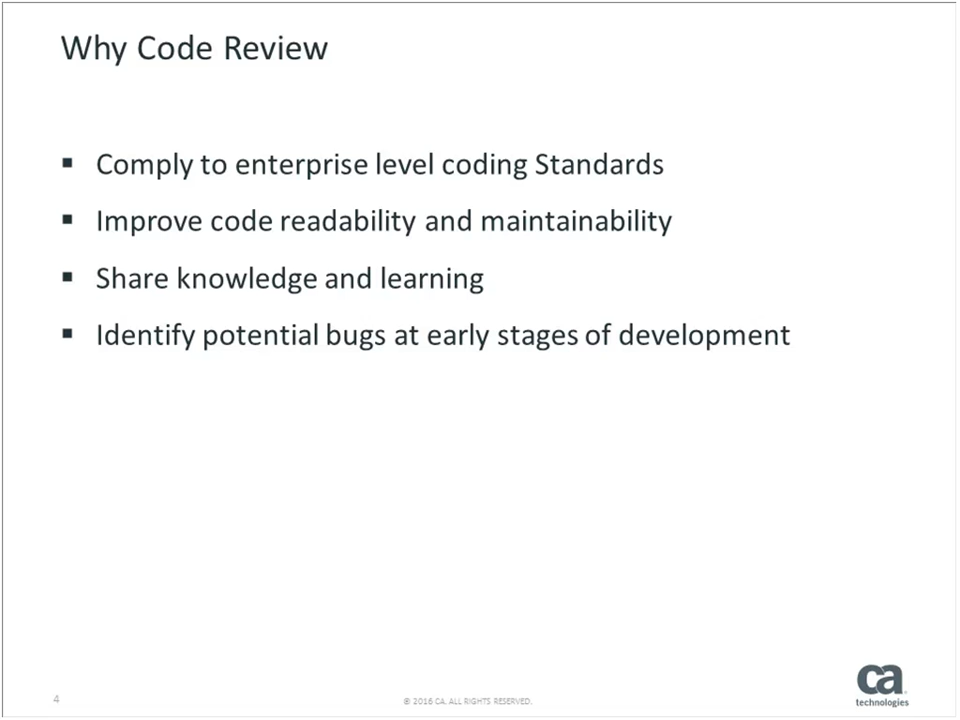 Why Code Review
▪ Comply to enterprise level coding Standards
▪ Improve code readability and maintainability
▪ Share knowledge and learning
▪ Identify potential bugs at early stages of development
4
© 2016 CA. ALL RIGHTS RESERVED.
ca
technologies